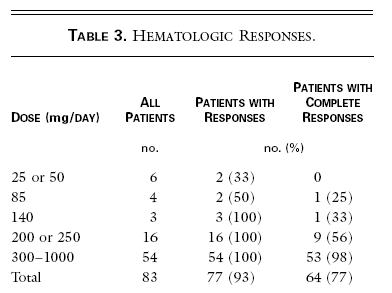 TABLE 3. HEMATOLOGIC RESPONSES.
DOSE (mg/DAY) ALL PATIENTS PATIENTS WITH RESPONSES PATIENTS WITH COMPLETE RESPONSES
no. no. (%)
25 or 50 6 2 (33) 0
85 4 2 (50) 1 (25)
140 3 3 (100) 1 (33)
200 or 250 16 16 (100) 9 (56)
300–1000 54 54 (100) 53 (98)
Total 83 77 (93) 64 (77)